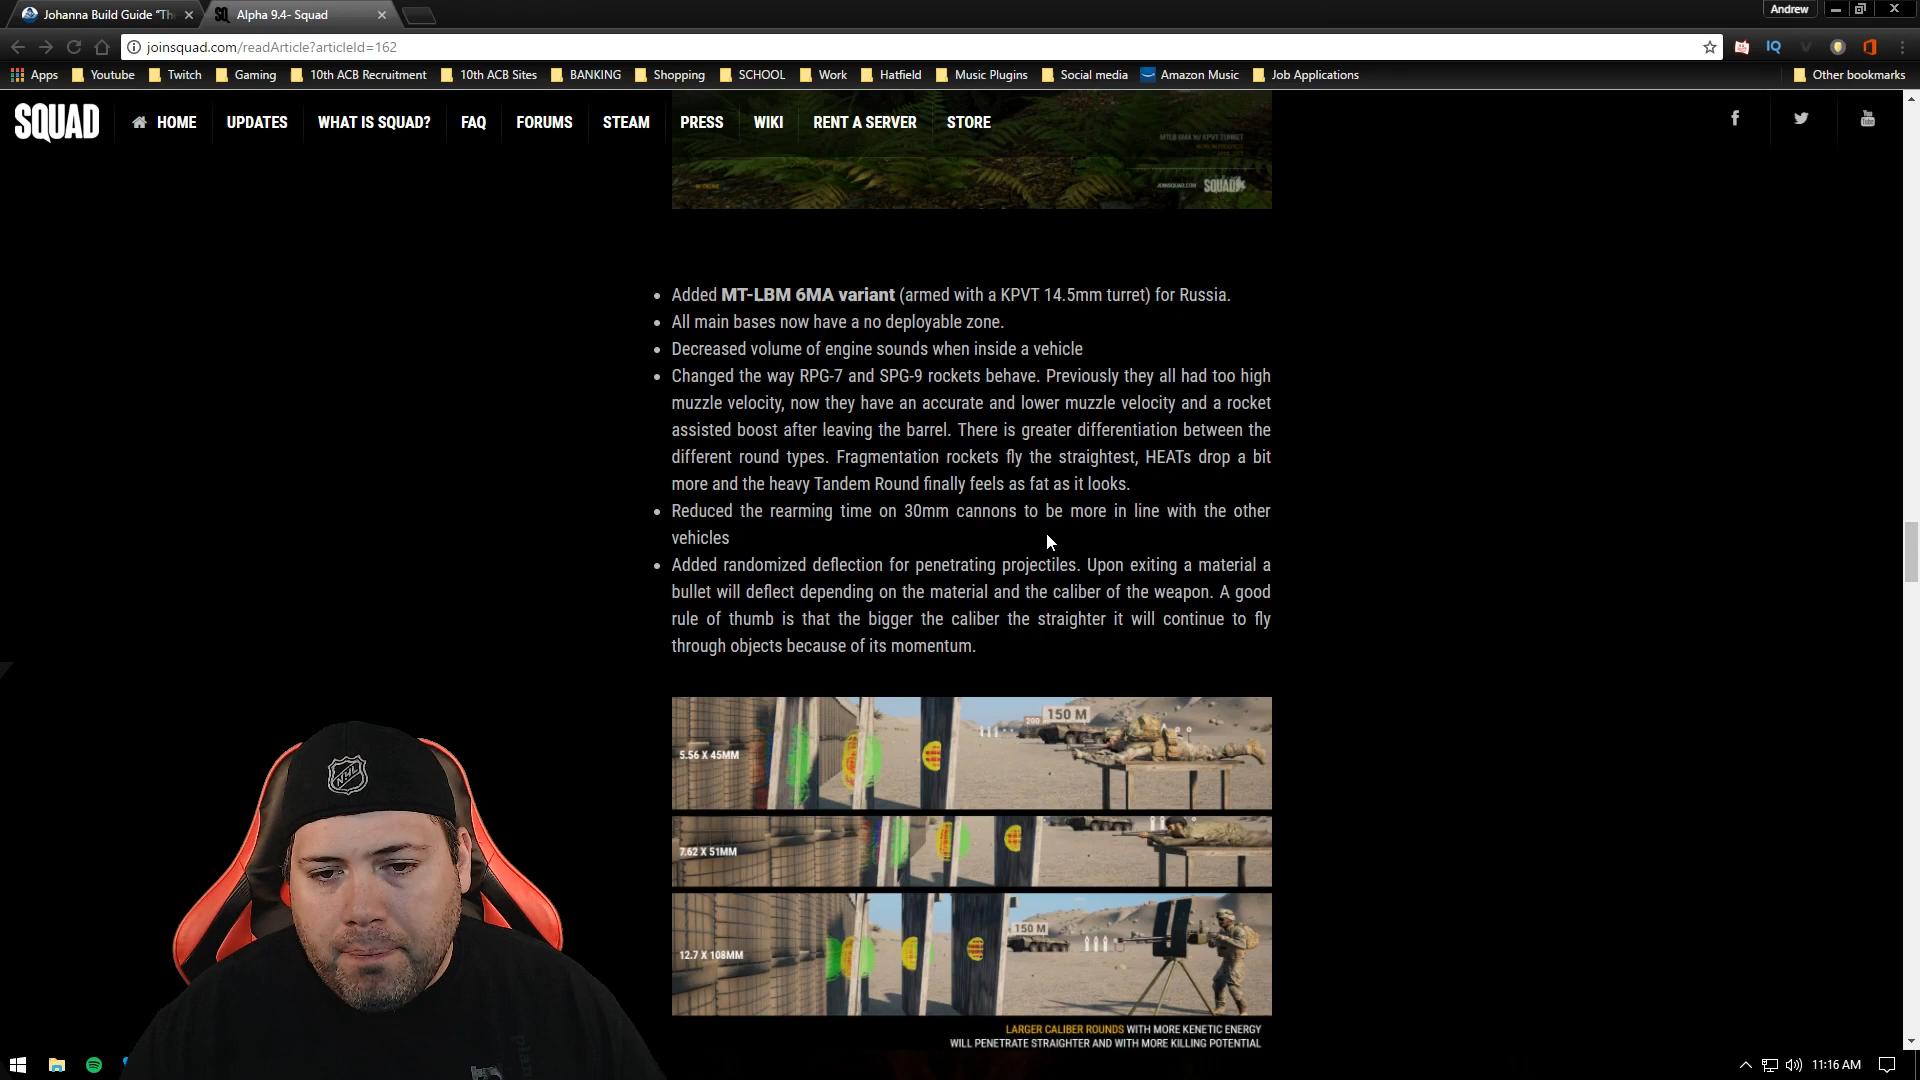 Johanna Build Guide "Th
Alpha 9.4- Squad
Andrew
joinsquad.com/readArticle?articleId=162
Apps Youtube Twitch Gaming 10th ACB Recruitment 10th ACB Sites BANKING Shopping SCHOOL Work Hatfield Music Plugins Social media Amazon Music Job Applications Other bookmarks
SQUAD HOME UPDATES WHAT IS SQUAD? FAQ FORUMS STEAM PRESS WIKI RENT A SERVER STORE
JOINSQUAD.COM SQUAD
Added MT-LBM 6MA variant (armed with a KPVT 14.5mm turret) for Russia.
All main bases now have a no deployable zone.
Decreased volume of engine sounds when inside a vehicle
Changed the way RPG-7 and SPG-9 rockets behave. Previously they all had too high
muzzle velocity, now they have an accurate and lower muzzle velocity and a rocket
assisted boost after leaving the barrel. There is greater differentiation between the
different round types. Fragmentation rockets fly the straightest, HEATs drop a bit
more and the heavy Tandem Round finally feels as fat as it looks.
Reduced the rearming time on 30mm cannons to be more in line with the other
vehicles
Added randomized deflection for penetrating projectiles. Upon exiting a material a
bullet will deflect depending on the material and the caliber of the weapon. A good
rule of thumb is that the bigger the caliber the straighter it will continue to fly
through objects because of its momentum.
200 150 M
5.56 X 45MM
7.62 X 51MM
150 M
12.7 X 108MM
LARGER CALIBER ROUNDS WITH MORE KENETIC ENERGY
WILL PENETRATE STRAIGHTER AND WITH MORE KILLING POTENTIAL
NHL
11:16 AM